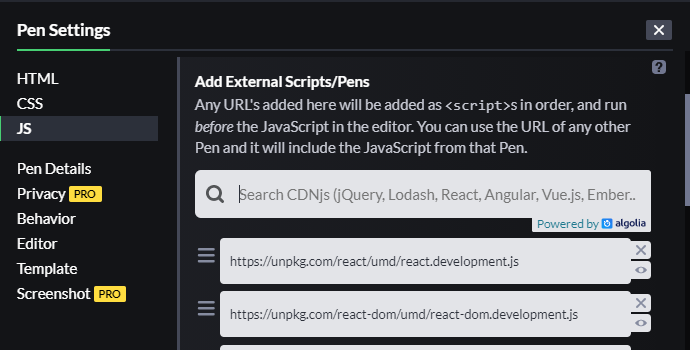 Pen Settings
HTML
CSS
JS
Pen Details
Privacy PRO
Behavior
Editor
Template
Screenshot PRO
Add External Scripts/Pens
Any URL's added here will be added as <script>s in order, and run
before the JavaScript in the editor. You can use the URL of any other
Pen and it will include the JavaScript from that Pen.
Search CDNjs (jQuery, Lodash, React, Angular, Vue.js, Ember..
Powered by algolia
https://unpkg.com/react/umd/react.development.js
https://unpkg.com/react-dom/umd/react-dom.development.js